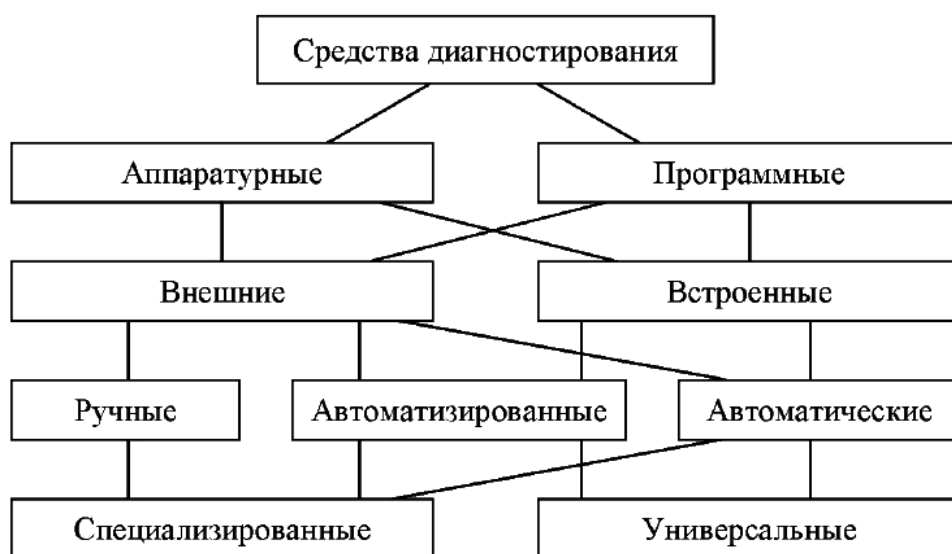 Средства диагностирования
Аппаратурные
Программные
Внешние
Встроенные
Ручные
Автоматизированные
Автоматические
Специализированные
Универсальные